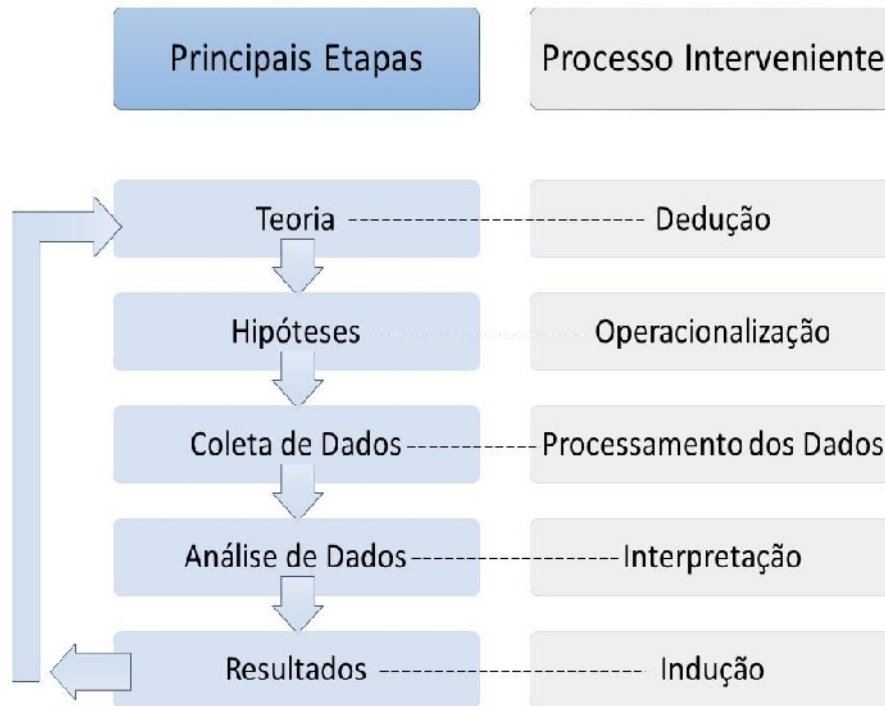 Principais Etapas Processo Interveniente
Teoria Dedução
Hipóteses Operacionalização
Coleta de Dados Processamento dos Dados
Análise de Dados Interpretação
Resultados Indução